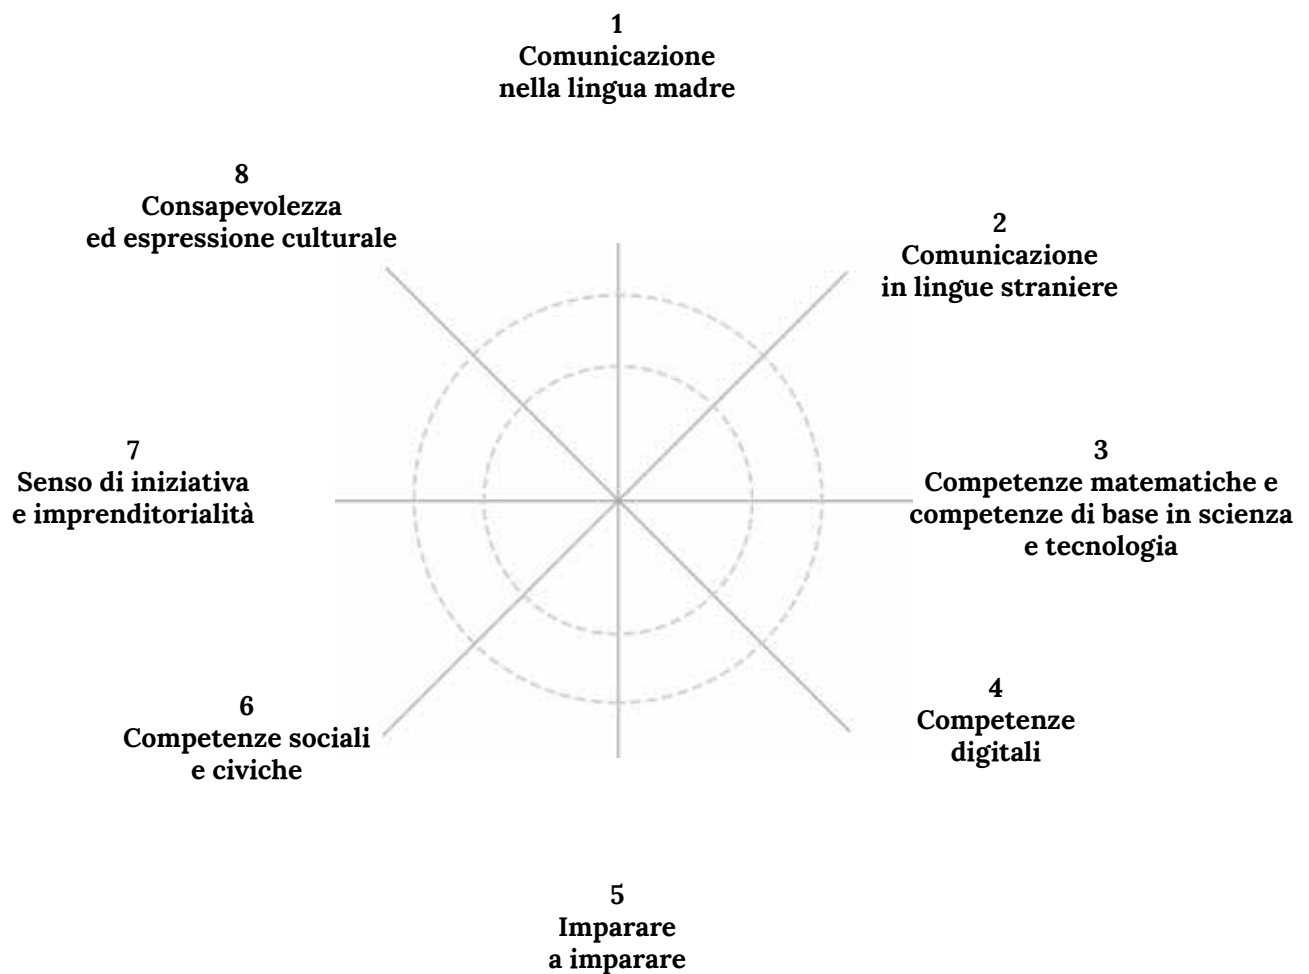 1
Comunicazione
nella lingua madre
2
Comunicazione
in lingue straniere
3
Competenze matematiche e
competenze di base in scienza
e tecnologia
4
Competenze
digitali
5
Imparare
a imparare
6
Competenze sociali
e civiche
7
Senso di iniziativa
e imprenditorialità
8
Consapevolezza
ed espressione culturale